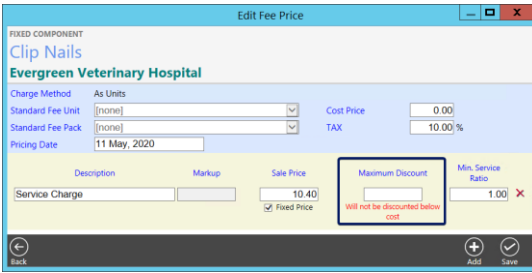 Edit Fee Price
FIXED COMPONENT
Clip Nails
Evergreen Veterinary Hospital
Charge Method As Units
Standard Fee Unit [none] Cost Price 0.00
Standard Fee Pack [none] TAX 10.00 %
Pricing Date 11 May, 2020
Description Markup Sale Price Maximum Discount Min. Service
Ratio
Service Charge 10.40 1.00
Fixed Price Will not be discounted below
cost
Back Add Save